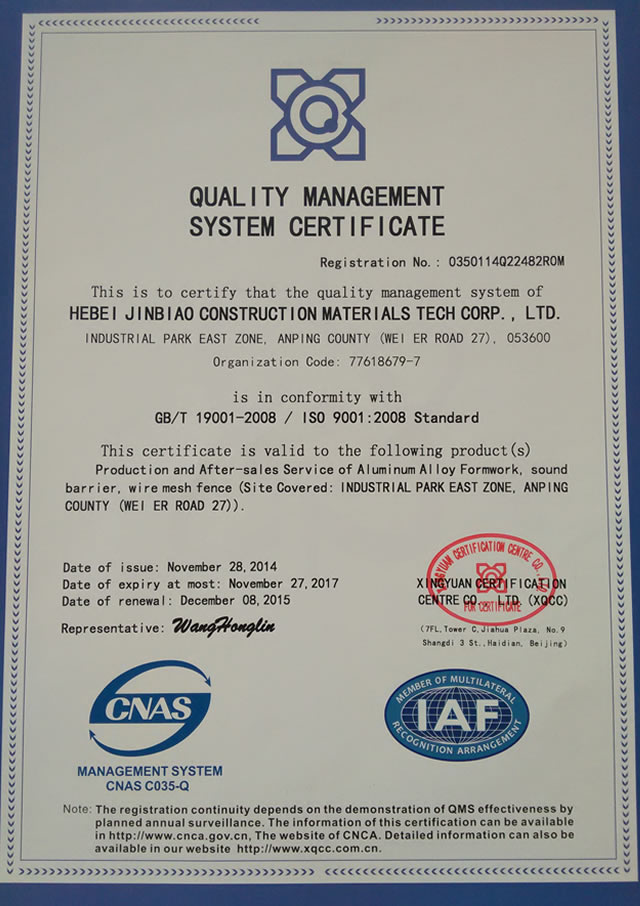 QUALITY MANAGEMENT
SYSTEM CERTIFICATE
Registration No.: 0350114Q22482R0M
This is to certify that the quality management system of
HEBEI JINBIAO CONSTRUCTION MATERIALS TECH CORP., LTD.
INDUSTRIAL PARK EAST ZONE, ANPING COUNTY (WEI ER ROAD 27), 053600
Organization Code: 77618679-7
is in conformity with
GB/T 19001-2008 / ISO 9001:2008 Standard
This certificate is valid to the following product(s)
Production and After-sales Service of Aluminum Alloy Formwork, sound
barrier, wire mesh fence (Site Covered: INDUSTRIAL PARK EAST ZONE, ANPING
COUNTY (WEI ER ROAD 27)).
Date of issue: November 28,2014
Date of expiry at most: November 27,2017
Date of renewal: December 08,2015
Representative: WangHonglin
XINGYUAN CERTIFICATION CENTRE CO., LTD
FOR CERTIFICATE
XINGYUAN CERTIFICATION
CENTRE CO., LTD. (XQCC)
(7FL,Tower C,Jiahua Plaza, No.9
Shangdi 3 St.,Haidian, Beijing)
CNAS
MANAGEMENT SYSTEM
CNAS C035-Q
MEMBER OF MULTILATERAL
IAF
RECOGNITION ARRANGEMENT
Note: The registration continuity depends on the demonstration of QMS effectiveness by
planned annual surveillance. The information of this certification can be available
in http://www.cnca.gov.cn, The website of CNCA. Detailed information can also be
available in our website http://www.xqcc.com.cn.